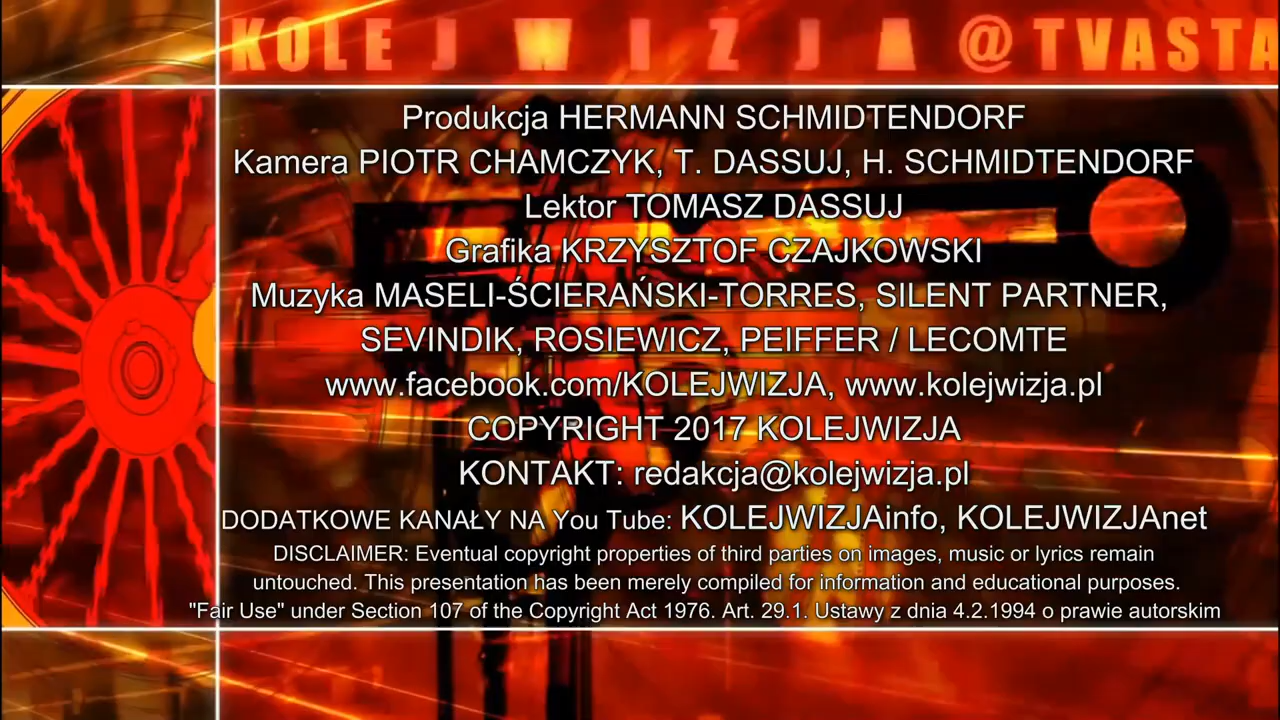 KOLEJWIZJA@TVASTA
Produkcja HERMANN SCHMIDTENDORF
Kamera PIOTR CHAMCZYK, T. DASSUJ, H. SCHMIDTENDORF
Lektor TOMASZ DASSUJ
Grafika KRZYSZTOF CZAJKOWSKI
Muzyka MASELI-ŚCIERAŃSKI-TORRES, SILENT PARTNER,
SEVINDIK, ROSIEWICZ, PEIFFER / LECOMTE
www.facebook.com/KOLEJWIZJA, www.kolejwizja.pl
COPYRIGHT 2017 KOLEJWIZJA
KONTAKT: redakcja@kolejwizja.pl
DODATKOWE KANAŁY NA You Tube: KOLEJWIZJAinfo, KOLEJWIZJAnet
DISCLAIMER: Eventual copyright properties of third parties on images, music or lyrics remain
untouched. This presentation has been merely compiled for information and educational purposes.
"Fair Use" under Section 107 of the Copyright Act 1976. Art. 29.1. Ustawy z dnia 4.2.1994 o prawie autorskim